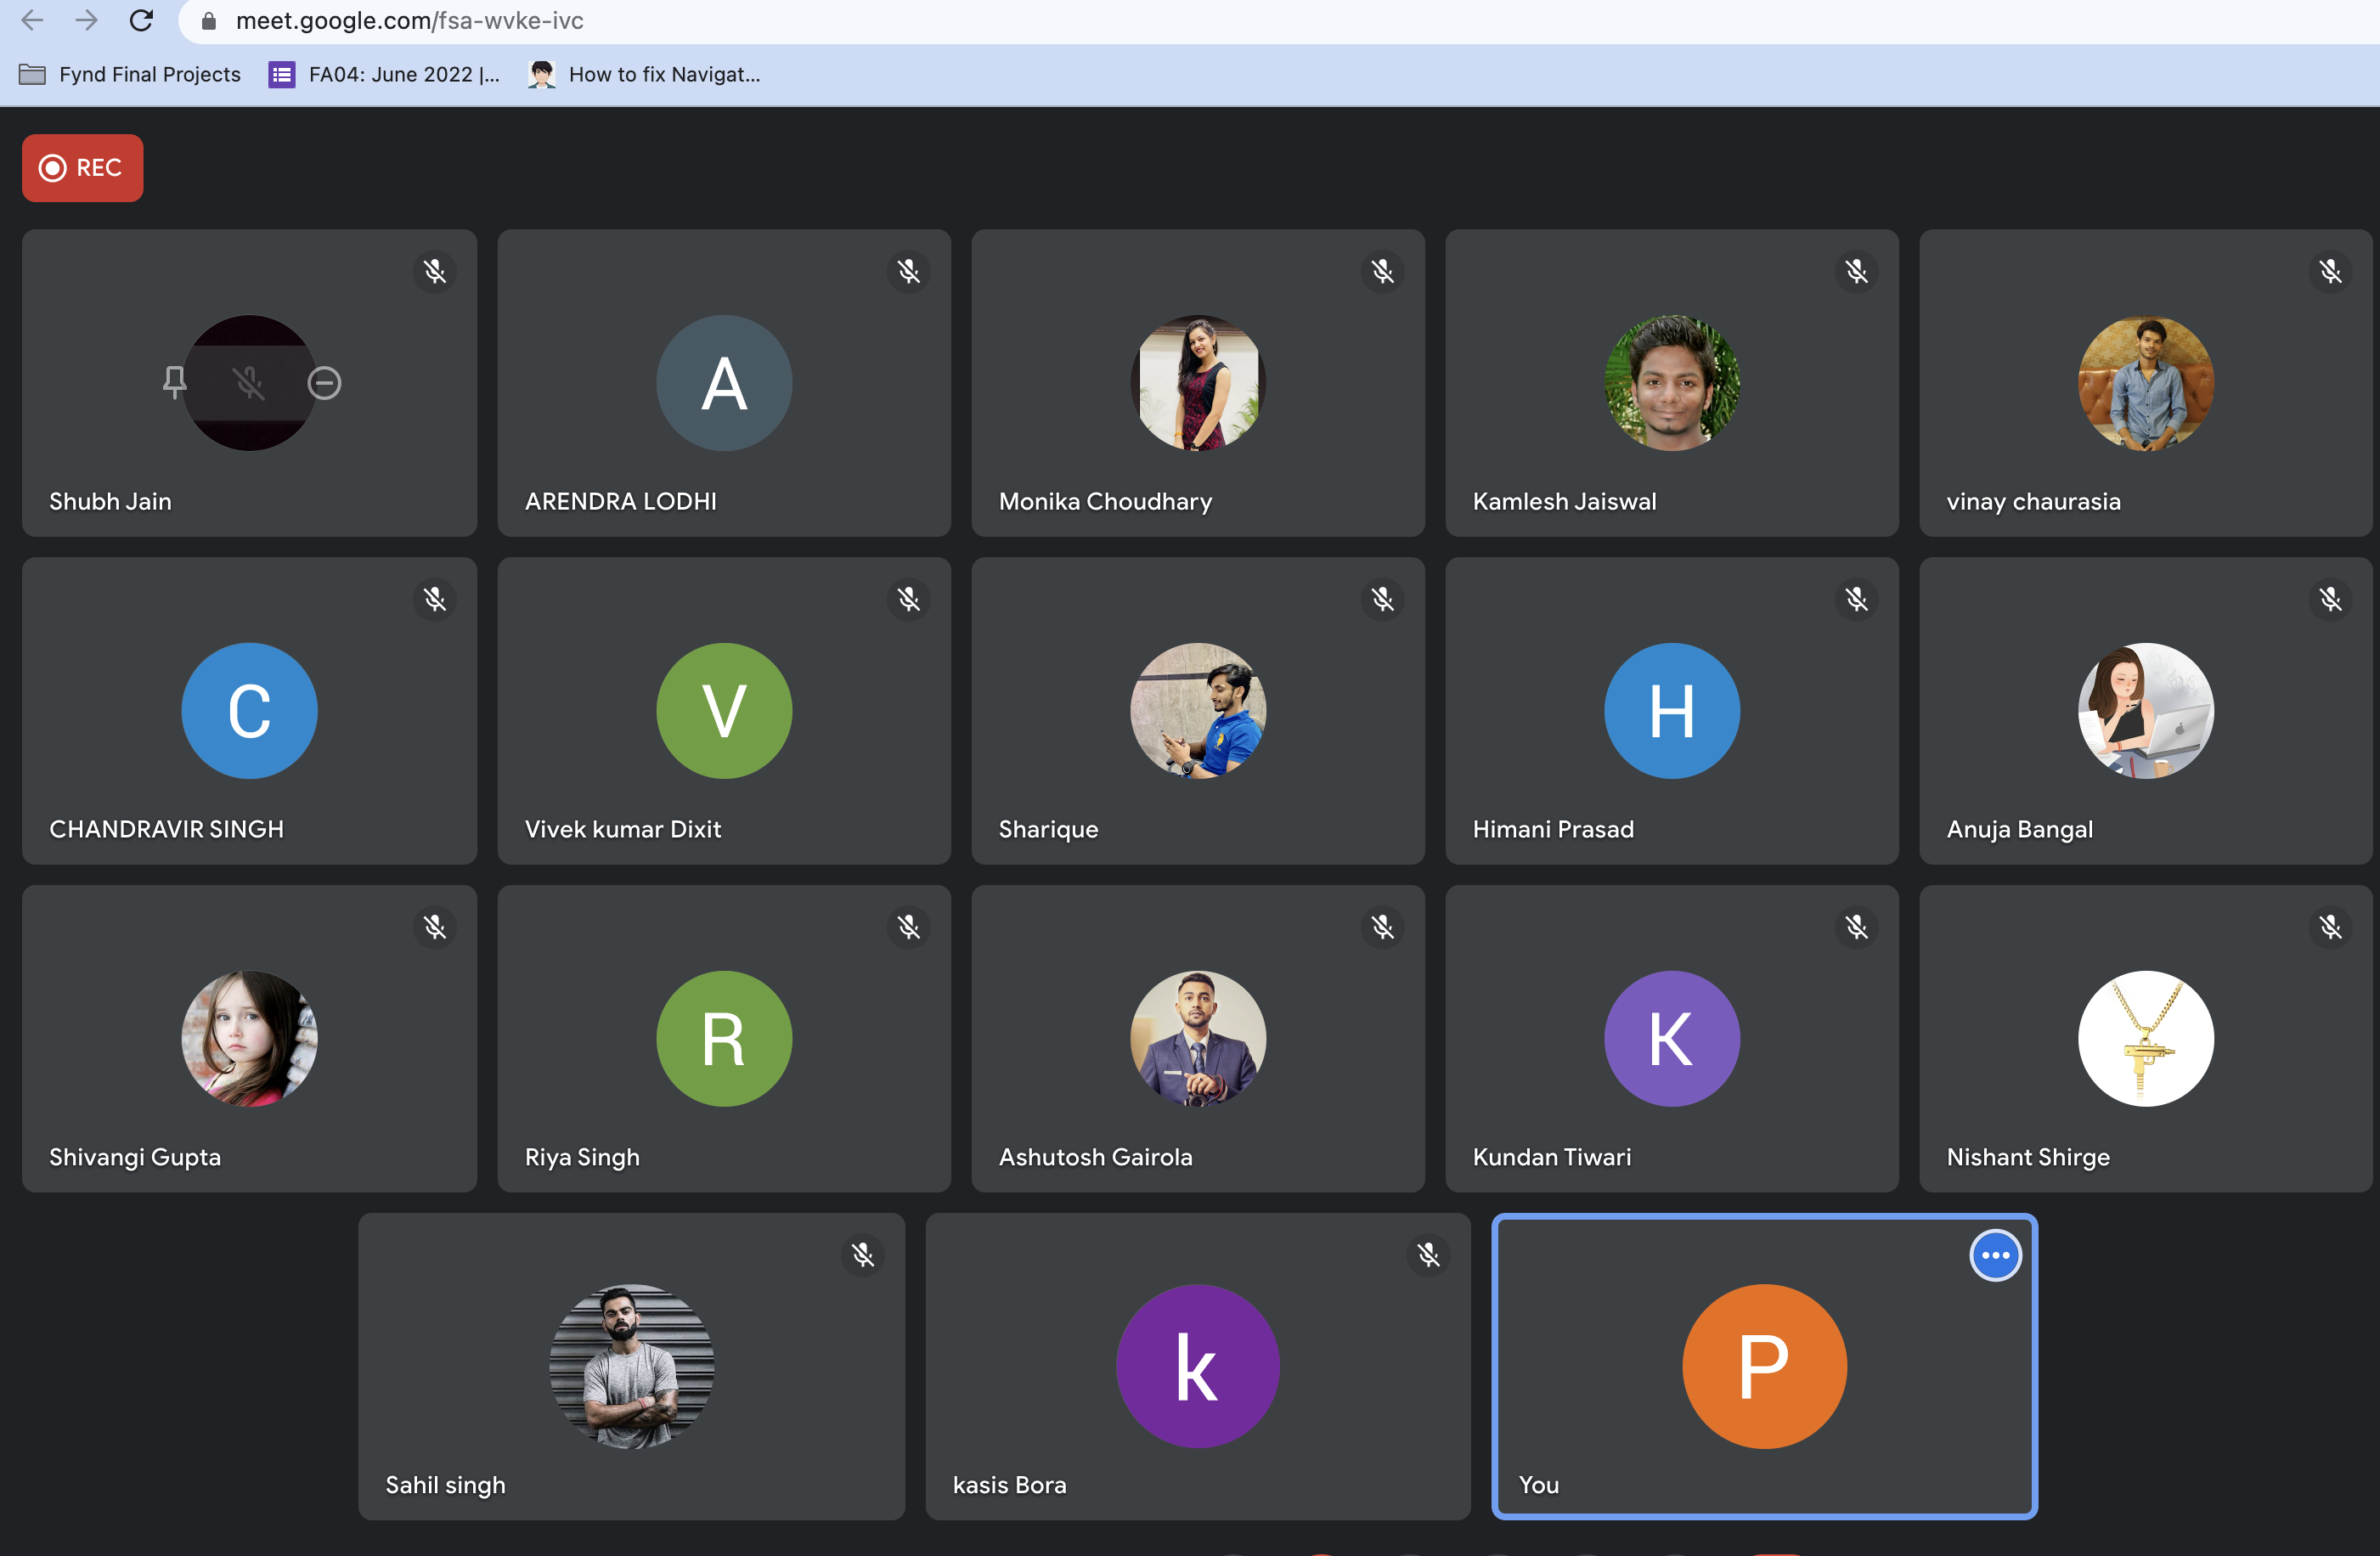 meet.google.com/fsa-wvke-ivc
Fynd Final Projects
FA04: June 2022 |...
How to fix Navigat...
REC
Shubh Jain
A
ARENDRA LODHI
Monika Choudhary
Kamlesh Jaiswal
vinay chaurasia
C
CHANDRAVIR SINGH
V
Vivek kumar Dixit
Sharique
H
Himani Prasad
Anuja Bangal
Shivangi Gupta
R
Riya Singh
Ashutosh Gairola
K
Kundan Tiwari
Nishant Shirge
Sahil singh
k
kasis Bora
P
You